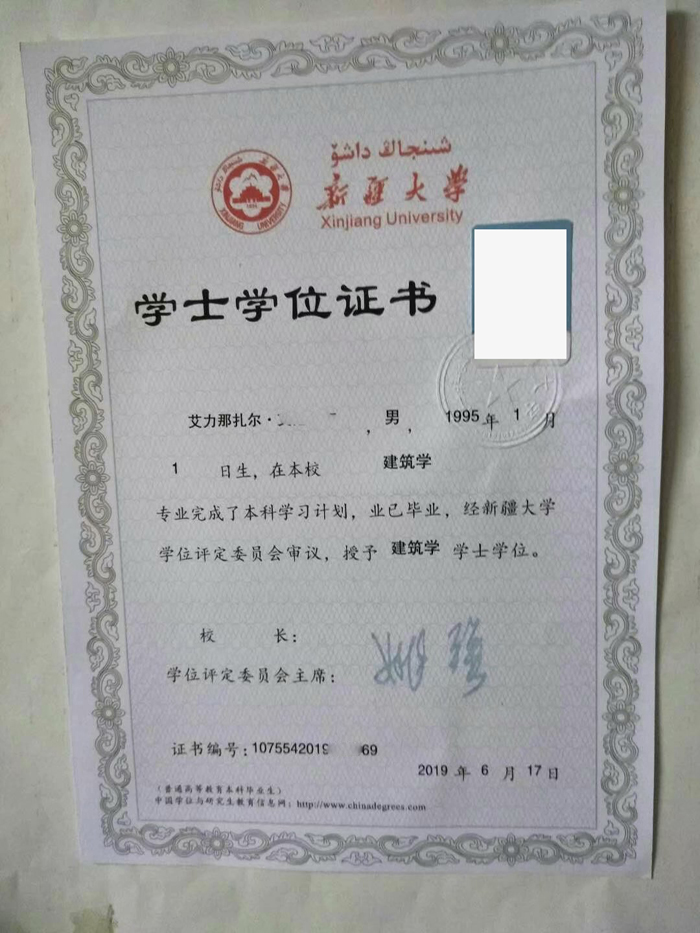 شىنجاڭ داشۆ
新疆大学
Xinjiang University
XINJIANG UNIVERSITY
学士学位证书
艾力那扎尔· ，男， 1995年 1 月
1 日生，在本校 建筑学
专业完成了本科学习计划，业已毕业，经新疆大学
学位评定委员会审议，授予 建筑学 学士学位。
校 长：
学位评定委员会主席：
证书编号：1075542019 69
2019 年 6 月 17 日
（普通高等教育本科毕业生）
中国学位与研究生教育信息网：http://www.chinadegrees.com